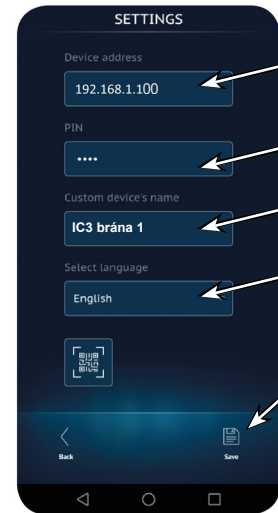 SETTINGS
Device address
192.168.1.100
PIN
••••
Custom device's name
IC3 brána 1
Select language
English
Back
Save